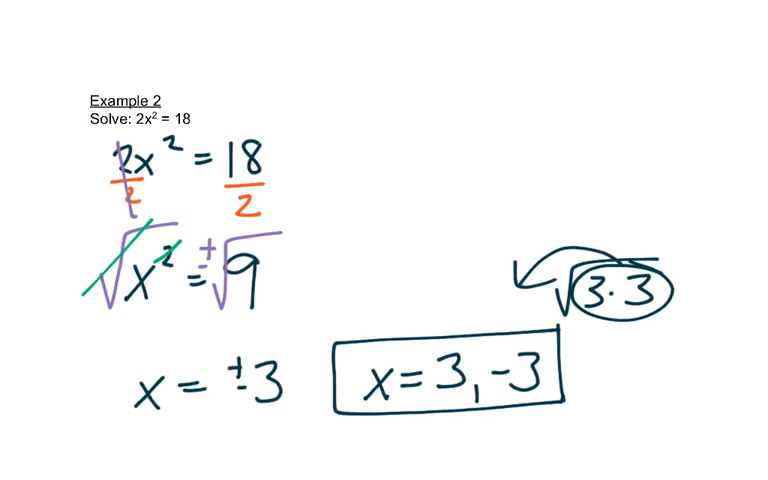 Example 2
Solve: 2x² = 18
2x² = 18
2 2
√x² = ±√9
√3·3
x = ±3
x = 3, -3